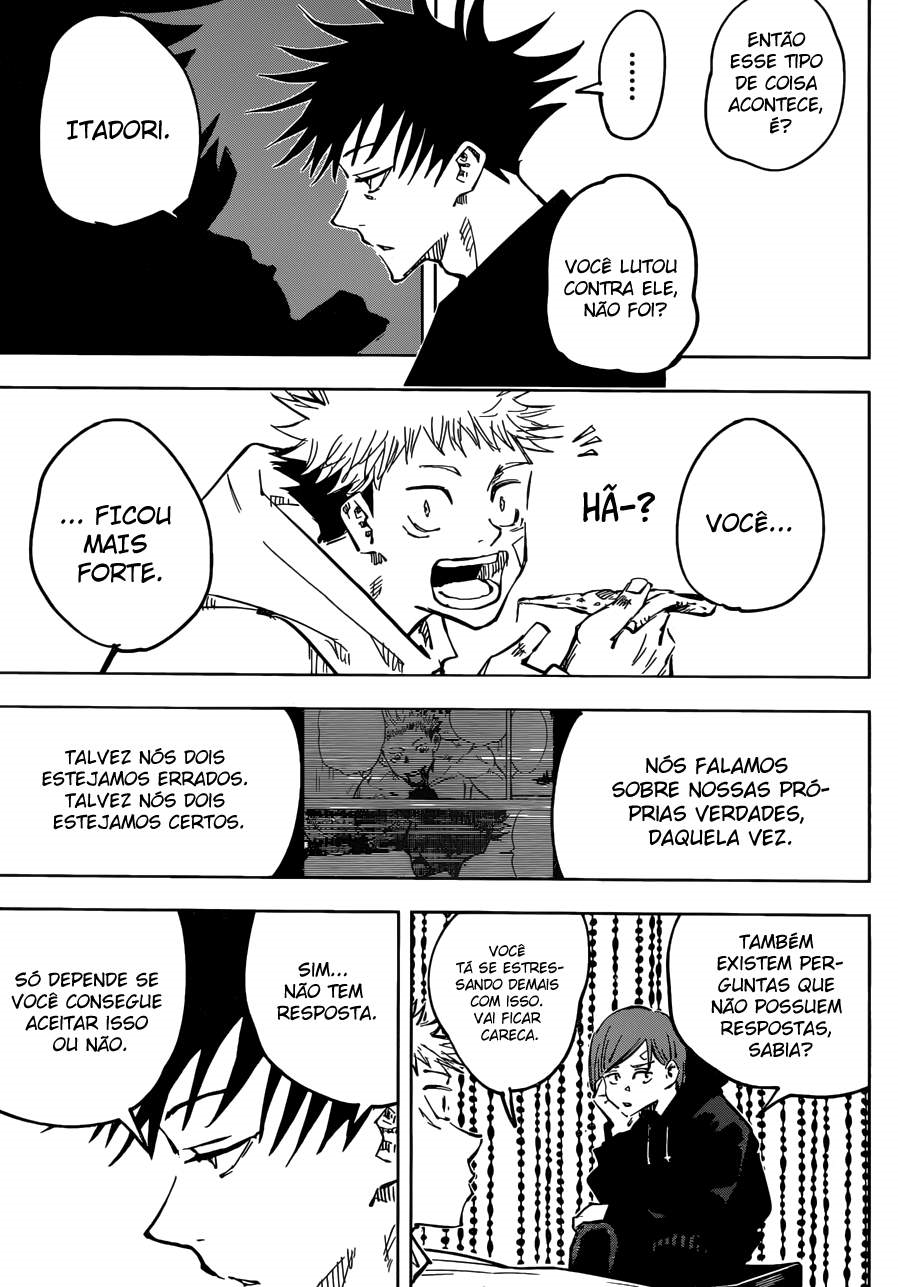 ENTÃO
ESSE TIPO
DE COISA
ACONTECE,
É?
......
VOCÊ LUTOU
CONTRA ELE,
NÃO FOI?
ITADORI.
VOCÊ...
HÃ-?
... FICOU
MAIS
FORTE.
NÓS FALAMOS
SOBRE NOSSAS PRÓ-
PRIAS VERDADES,
DAQUELA VEZ.
TALVEZ NÓS DOIS
ESTEJAMOS ERRADOS.
TALVEZ NÓS DOIS
ESTEJAMOS CERTOS.
TAMBÉM
EXISTEM PER-
GUNTAS QUE
NÃO POSSUEM
RESPOSTAS,
SABIA?
VOCÊ
TÁ SE ESTRES-
SANDO DEMAIS
COM ISSO.
VAI FICAR
CARECA.
SIM...
NÃO TEM
RESPOSTA.
SÓ DEPENDE SE
VOCÊ CONSEGUE
ACEITAR ISSO
OU NÃO.